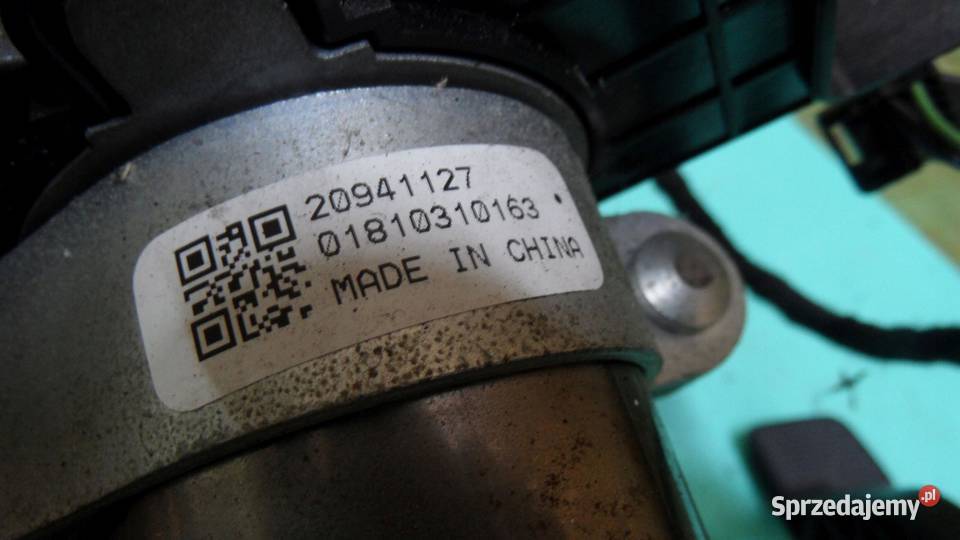 20941127
01810310163
MADE IN CHINA
Sprzedajemy.pl